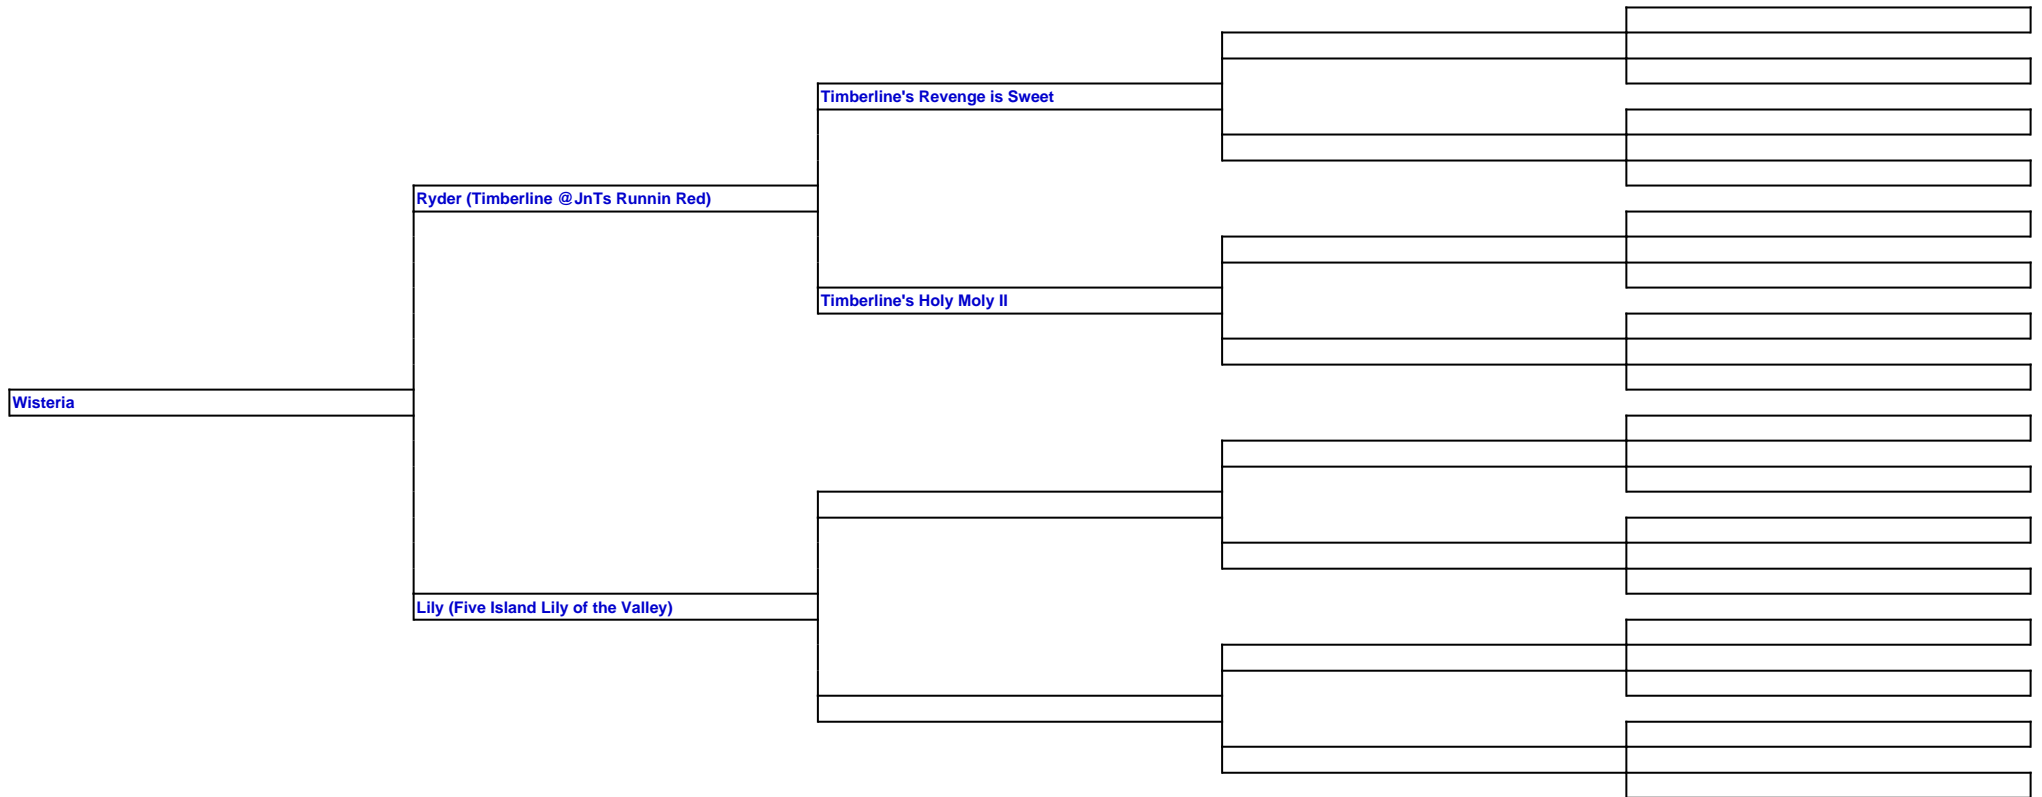 Timberline's Revenge is Sweet
Ryder (Timberline @JnTs Runnin Red)
Timberline's Holy Moly II
Wisteria
Lily (Five Island Lily of the Valley)